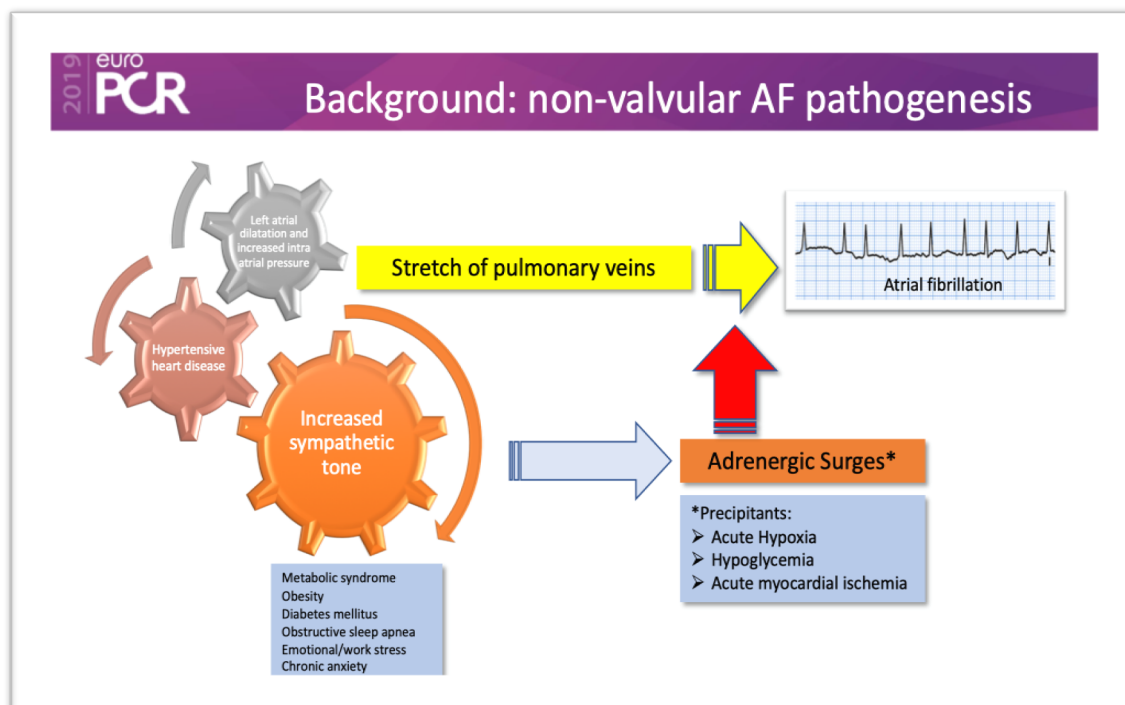 2019
euro
PCR
Background: non-valvular AF pathogenesis
Left atrial
dilatation and
increased intra
atrial pressure
Hypertensive
heart disease
Increased
sympathetic
tone
Metabolic syndrome
Obesity
Diabetes mellitus
Obstructive sleep apnea
Emotional/work stress
Chronic anxiety
Stretch of pulmonary veins
Atrial fibrillation
Adrenergic Surges*
*Precipitants:
➢ Acute Hypoxia
➢ Hypoglycemia
➢ Acute myocardial ischemia